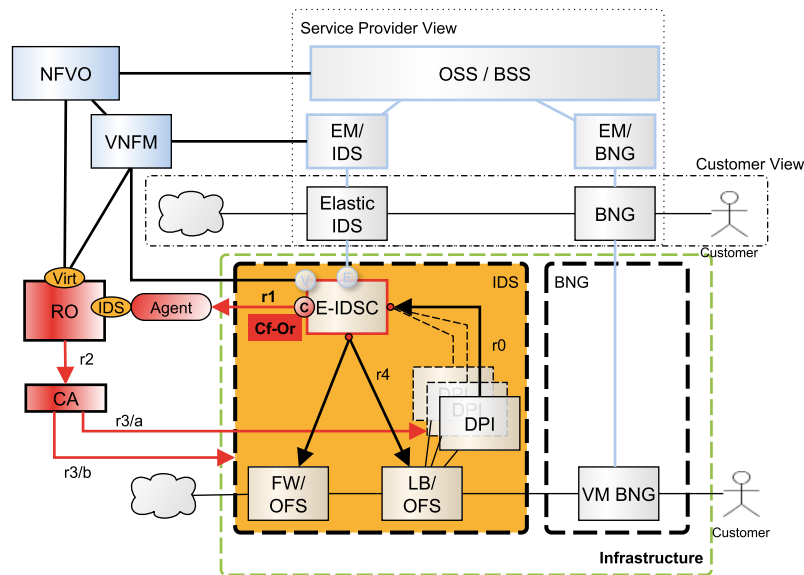 Service Provider View
NFVO
OSS / BSS
VNFM
EM/
IDS
EM/
BNG
Customer View
Elastic
IDS
BNG
Customer
Virt
V
E
IDS
BNG
RO
IDS
Agent
r1
C
E-IDSC
Cf-Or
r0
r2
r4
CA
DPI
DPI
DPI
r3/a
r3/b
FW/
OFS
LB/
OFS
VM BNG
Customer
Infrastructure